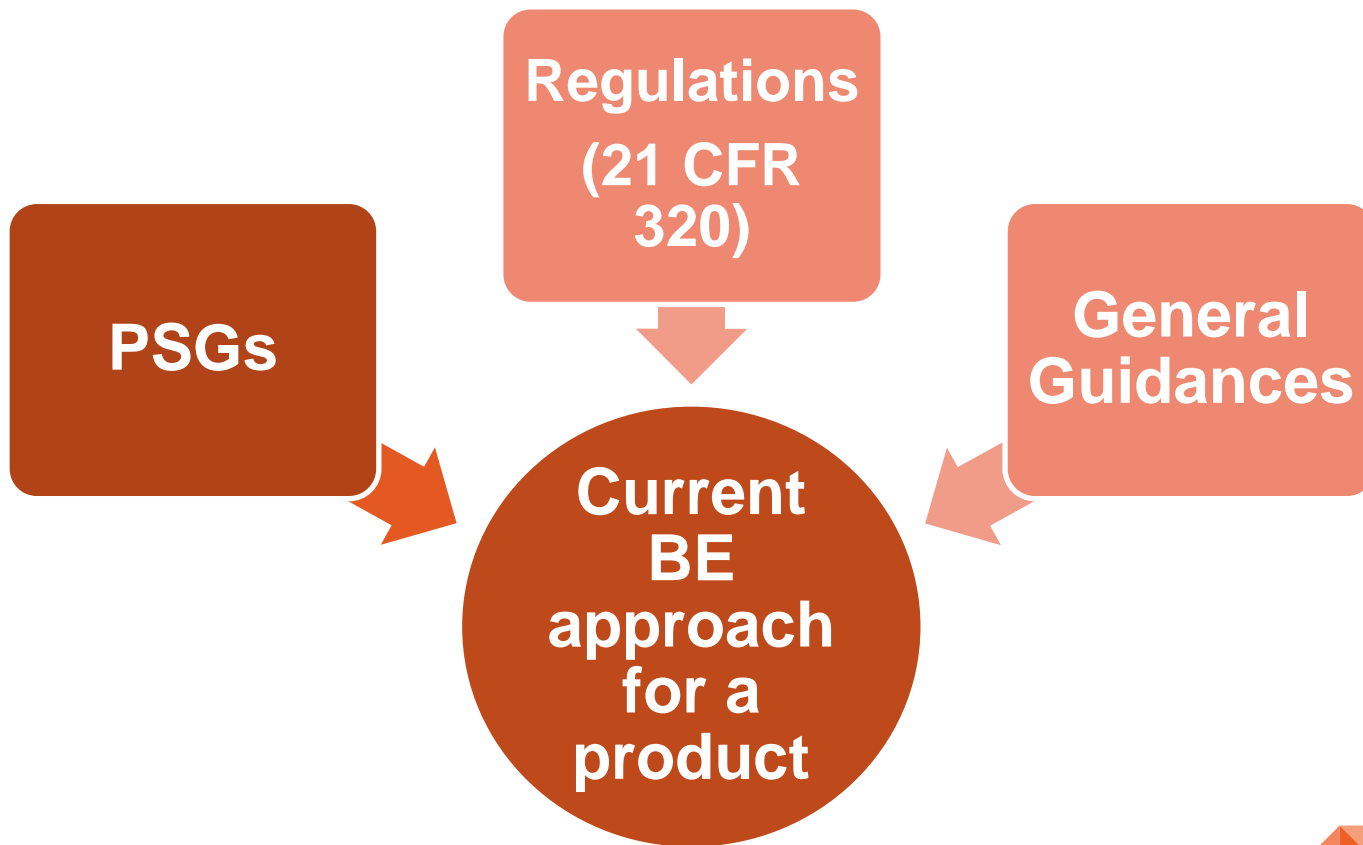 Regulations
(21 CFR
320)
PSGs
General
Guidances
Current
BE
approach
for a
product